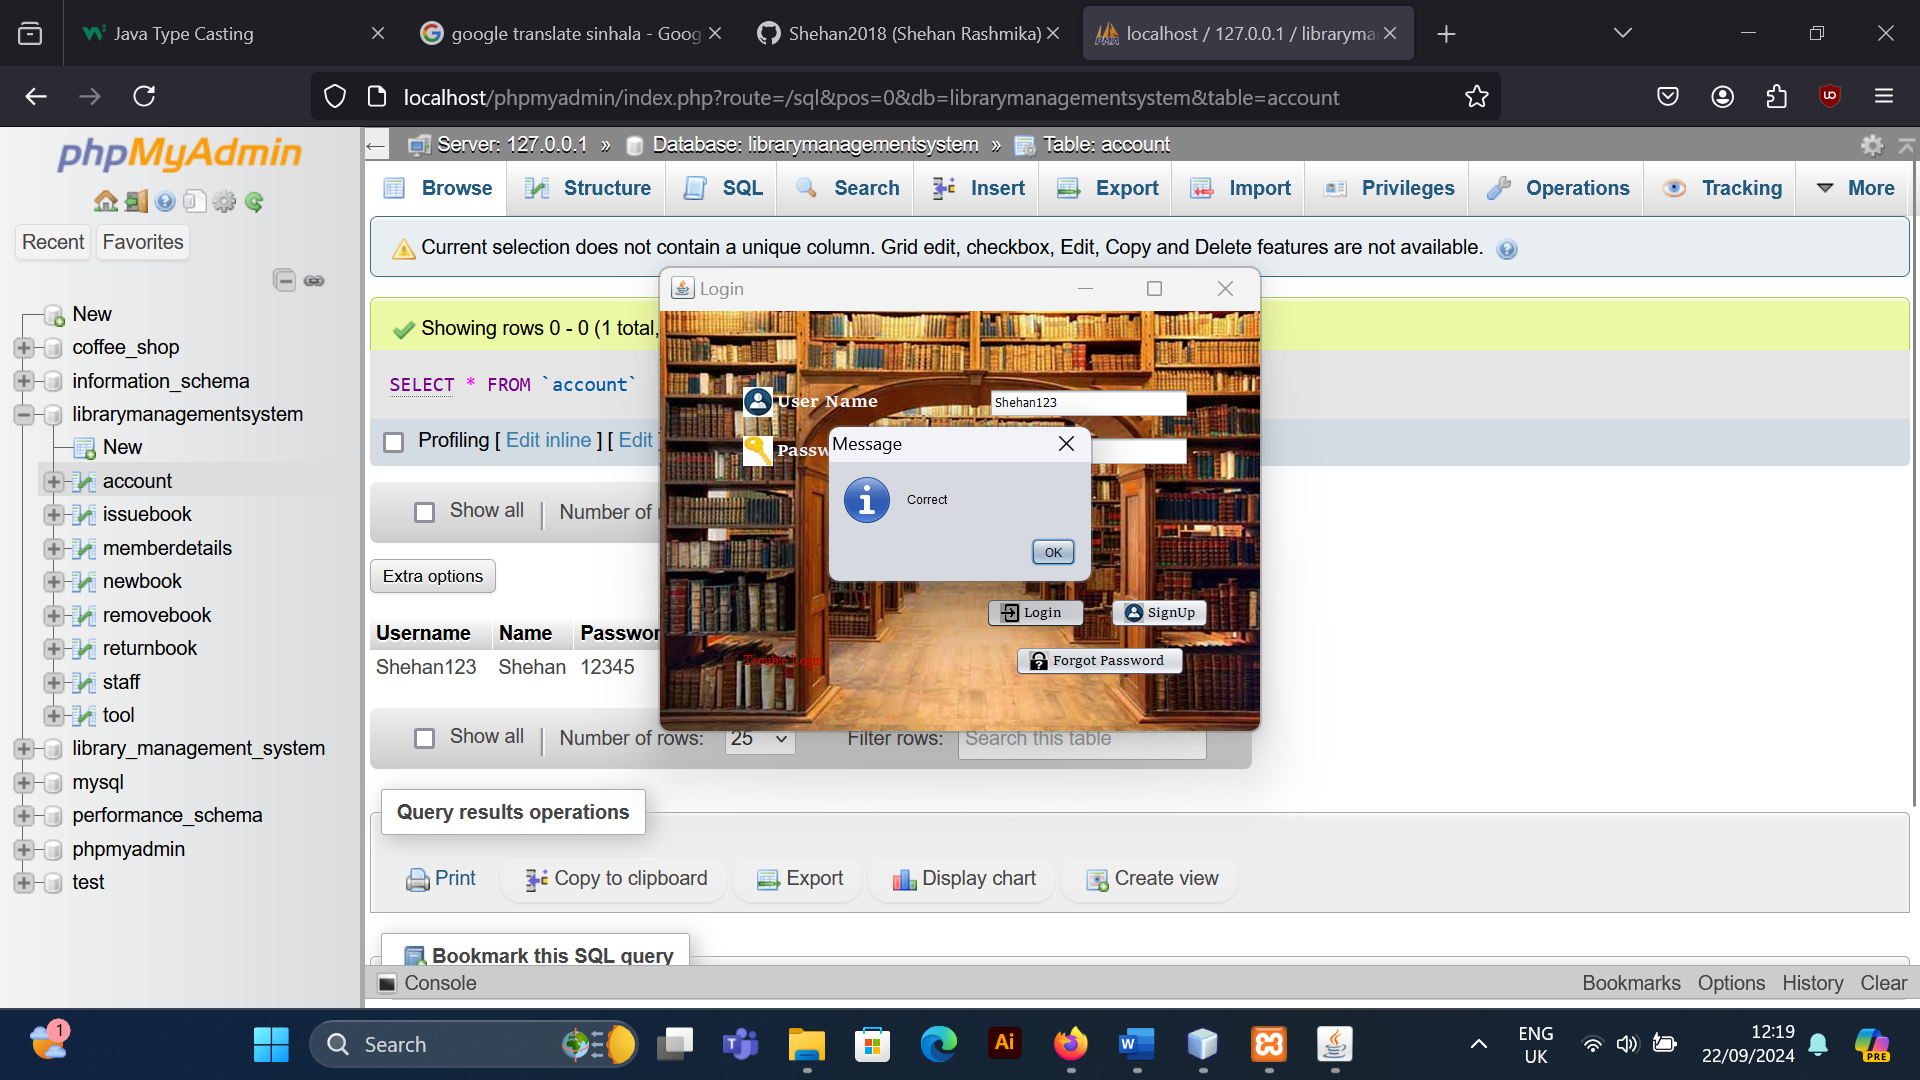 Java Type Casting
google translate sinhala - Goog
Shehan2018 (Shehan Rashmika)
localhost / 127.0.0.1 / libraryma
localhost/phpmyadmin/index.php?route=/sql&pos=0&db=librarymanagementsystem&table=account
phpMyAdmin
Recent
Favorites
New
coffee_shop
information_schema
librarymanagementsystem
New
account
issuebook
memberdetails
newbook
removebook
returnbook
staff
tool
library_management_system
mysql
performance_schema
phpmyadmin
test
Server: 127.0.0.1 » Database: librarymanagementsystem » Table: account
Browse Structure SQL Search Insert Export Import Privileges Operations Tracking More
Current selection does not contain a unique column. Grid edit, checkbox, Edit, Copy and Delete features are not available.
Showing rows 0 - 0 (1 total,
SELECT * FROM `account`
Profiling [ Edit inline ] [ Edit
Show all Number of
Extra options
Username Name
Shehan123 Shehan 12345
Show all Number of rows: 25 Filter rows: Search this table
Login
User Name Shehan123
Message
Correct
OK
Login
SignUp
Trouble Login
Forgot Password
Query results operations
Print Copy to clipboard Export Display chart Create view
Bookmark this SQL query
Console
Bookmarks Options History Clear
1
Search
Ai
ENG
UK
12:19
22/09/2024
PRE